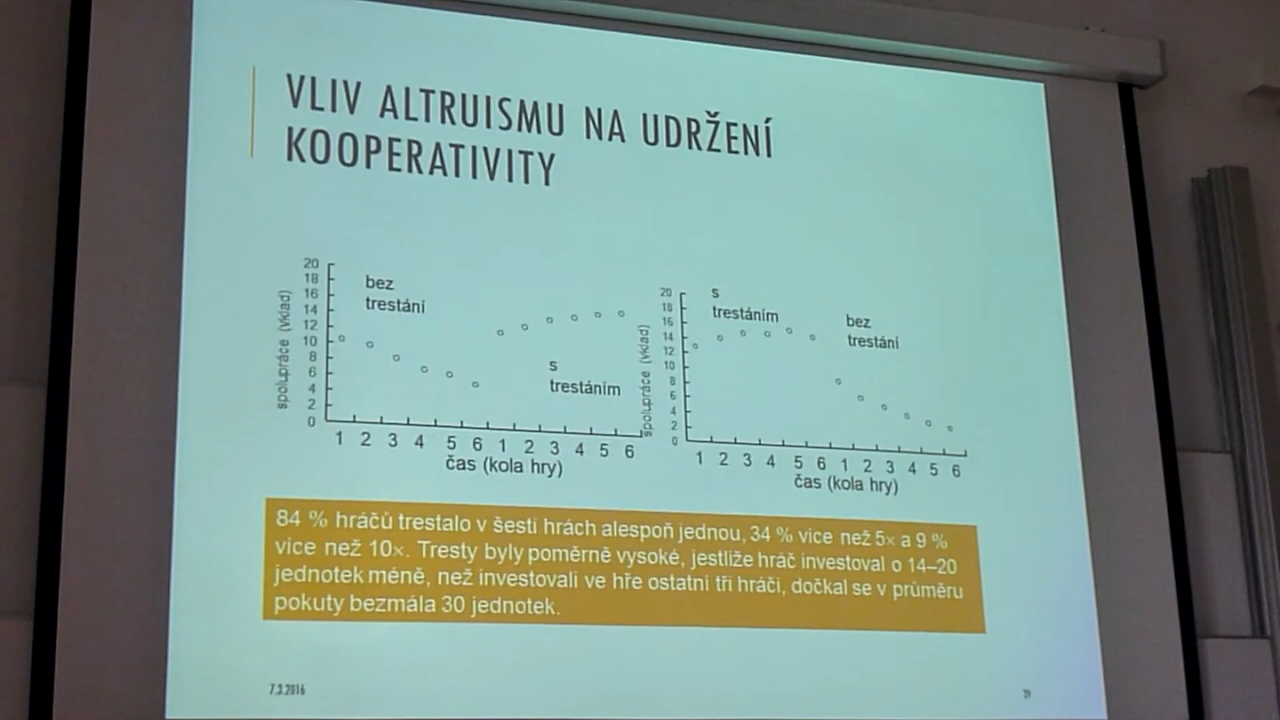 VLIV ALTRUISMU NA UDRŽENÍ
KOOPERATIVITY
20
18
16
14
12
10
8
6
4
2
0
spolupráce (vklad)
bez
trestání
s
trestáním
1 2 3 4 5 6 1 2 3 4 5 6
čas (kola hry)
20
18
16
14
12
10
8
6
4
2
0
spolupráce (vklad)
s
trestáním
bez
trestání
1 2 3 4 5 6 1 2 3 4 5 6
čas (kola hry)
84 % hráčů trestalo v šesti hrách alespoň jednou, 34 % více než 5× a 9 %
více než 10×. Tresty byly poměrně vysoké, jestliže hráč investoval o 14–20
jednotek méně, než investovali ve hře ostatní tři hráči, dočkal se v průměru
pokuty bezmála 30 jednotek.
7.3.2016